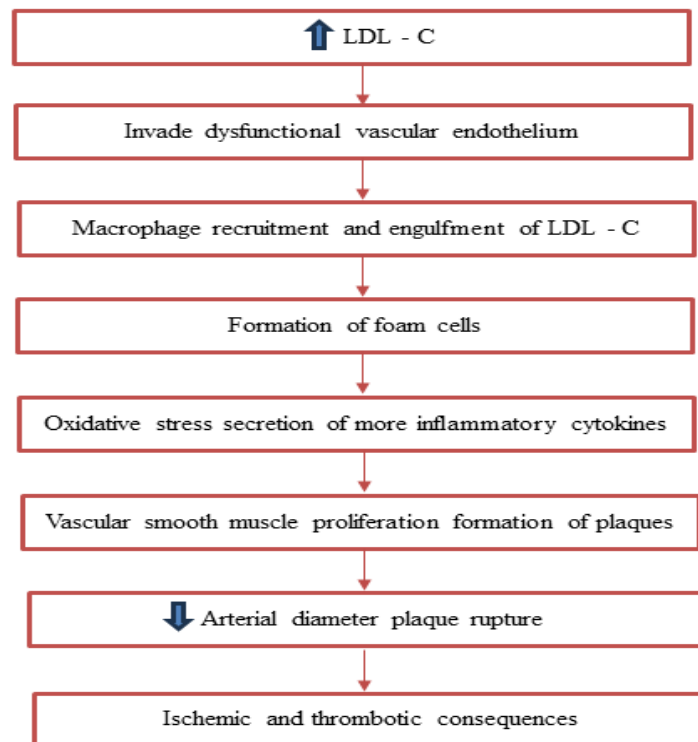 LDL - C
Invade dysfunctional vascular endothelium
Macrophage recruitment and engulfment of LDL - C
Formation of foam cells
Oxidative stress secretion of more inflammatory cytokines
Vascular smooth muscle proliferation formation of plaques
Arterial diameter plaque rupture
Ischemic and thrombotic consequences